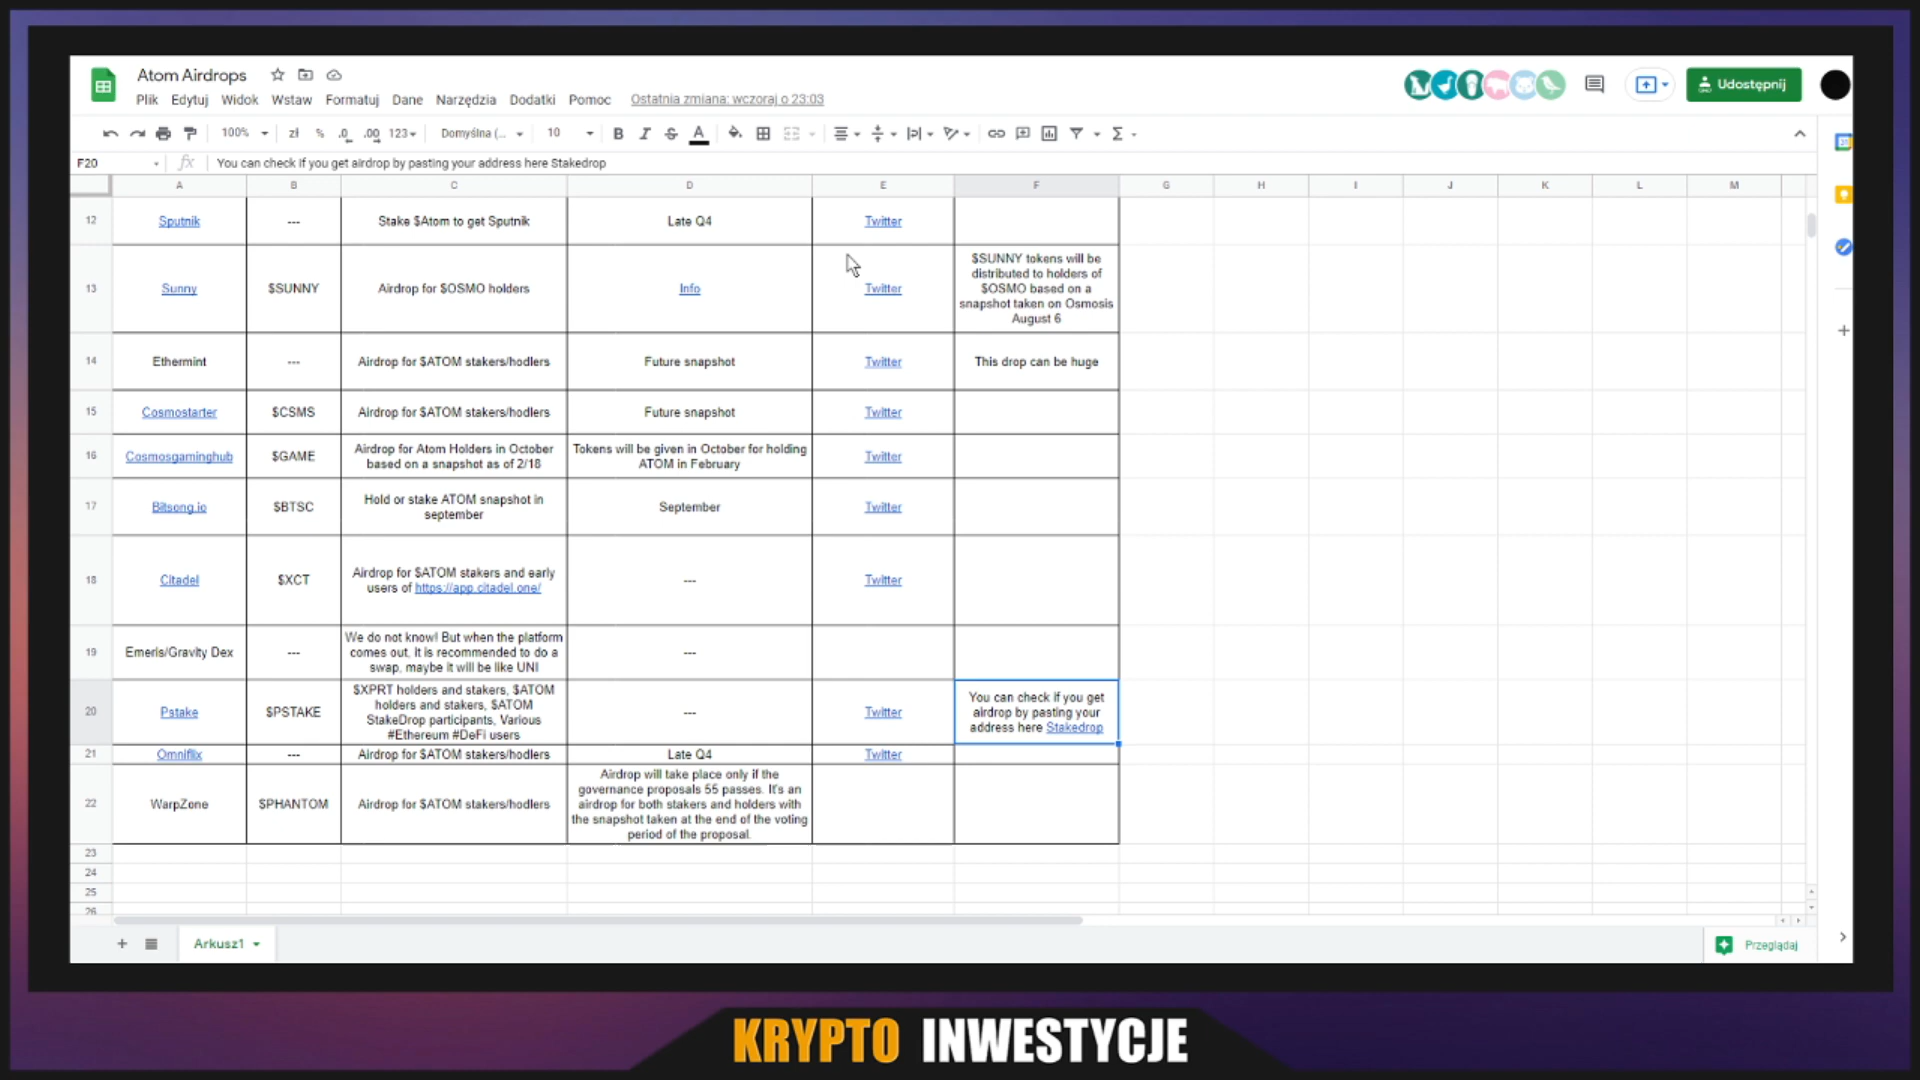 Atom Airdrops
Plik Edytuj Widok Wstaw Formatuj Dane Narzędzia Dodatki Pomoc Ostatnia zmiana: wczoraj o 23:03
Udostępnij
100% zł % .0 .00 123 Domyślna (... 10 B I S A
F20 fx You can check if you get airdrop by pasting your address here Stakedrop
A B C D E F G H I J K L M
12 Sputnik --- Stake $Atom to get Sputnik Late Q4 Twitter
13 Sunny $SUNNY Airdrop for $OSMO holders Info Twitter
$SUNNY tokens will be
distributed to holders of
$OSMO based on a
snapshot taken on Osmosis
August 6
14 Ethermint --- Airdrop for $ATOM stakers/hodlers Future snapshot Twitter This drop can be huge
15 Cosmostarter $CSMS Airdrop for $ATOM stakers/hodlers Future snapshot Twitter
16 Cosmosgaminghub $GAME
Airdrop for Atom Holders in October
based on a snapshot as of 2/18
Tokens will be given in October for holding
ATOM in February
Twitter
17 Bitsong.io $BTSC
Hold or stake ATOM snapshot in
september
September Twitter
18 Citadel $XCT
Airdrop for $ATOM stakers and early
users of https://app.citadel.one/
--- Twitter
19 Emeris/Gravity Dex ---
We do not know! But when the platform
comes out, it is recommended to do a
swap, maybe it will be like UNI
---
20 Pstake $PSTAKE
$XPRT holders and stakers, $ATOM
holders and stakers, $ATOM
StakeDrop participants, Various
#Ethereum #DeFi users
--- Twitter
You can check if you get
airdrop by pasting your
address here Stakedrop
21 Omniflix --- Airdrop for $ATOM stakers/hodlers Late Q4 Twitter
22 WarpZone $PHANTOM Airdrop for $ATOM stakers/hodlers
Airdrop will take place only if the
governance proposals 55 passes. It's an
airdrop for both stakers and holders with
the snapshot taken at the end of the voting
period of the proposal.
23
24
25
26
Arkusz1
Przeglądaj
KRYPTO INWESTYCJE